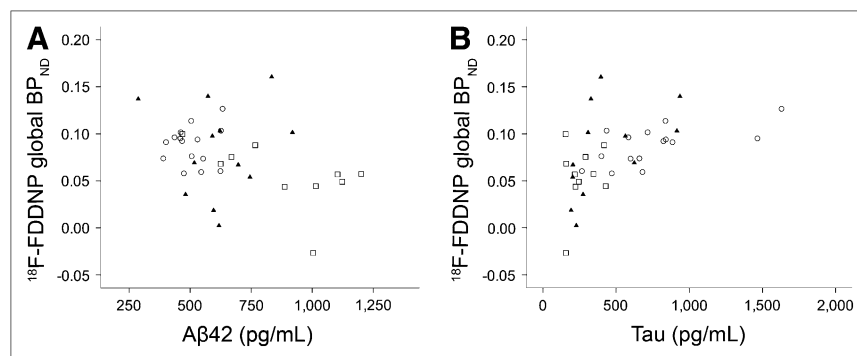 A
¹⁸F-FDDNP global BP_ND
0.20
0.15
0.10
0.05
0.00
-0.05
250 500 750 1,000 1,250
Aβ42 (pg/mL)
B
¹⁸F-FDDNP global BP_ND
0.20
0.15
0.10
0.05
0.00
-0.05
0 500 1,000 1,500 2,000
Tau (pg/mL)